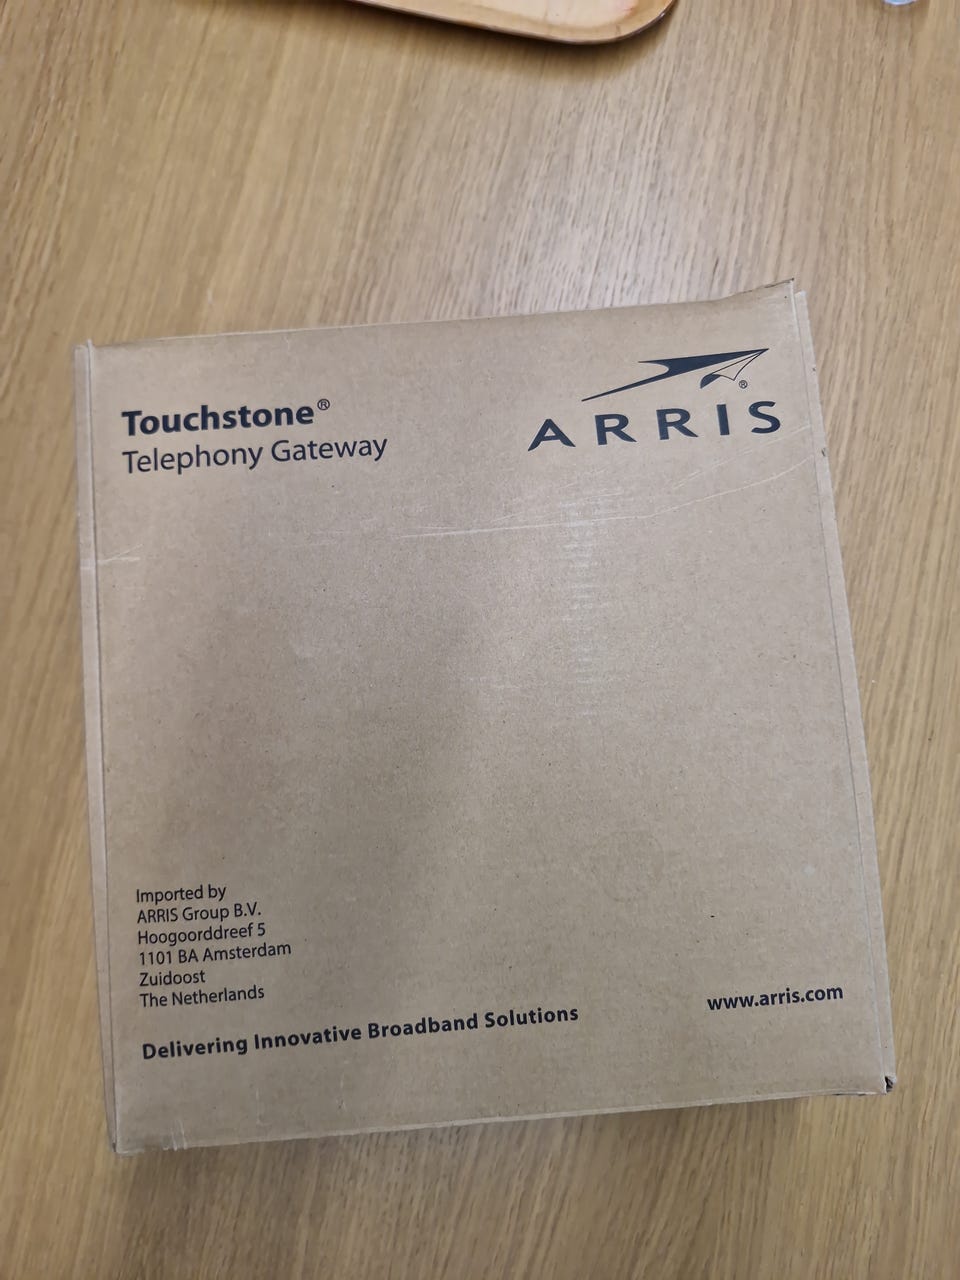 Touchstone®
Telephony Gateway
®
ARRIS
Imported by
ARRIS Group B.V.
Hoogoorddreef 5
1101 BA Amsterdam
Zuidoost
The Netherlands
Delivering Innovative Broadband Solutions
www.arris.com